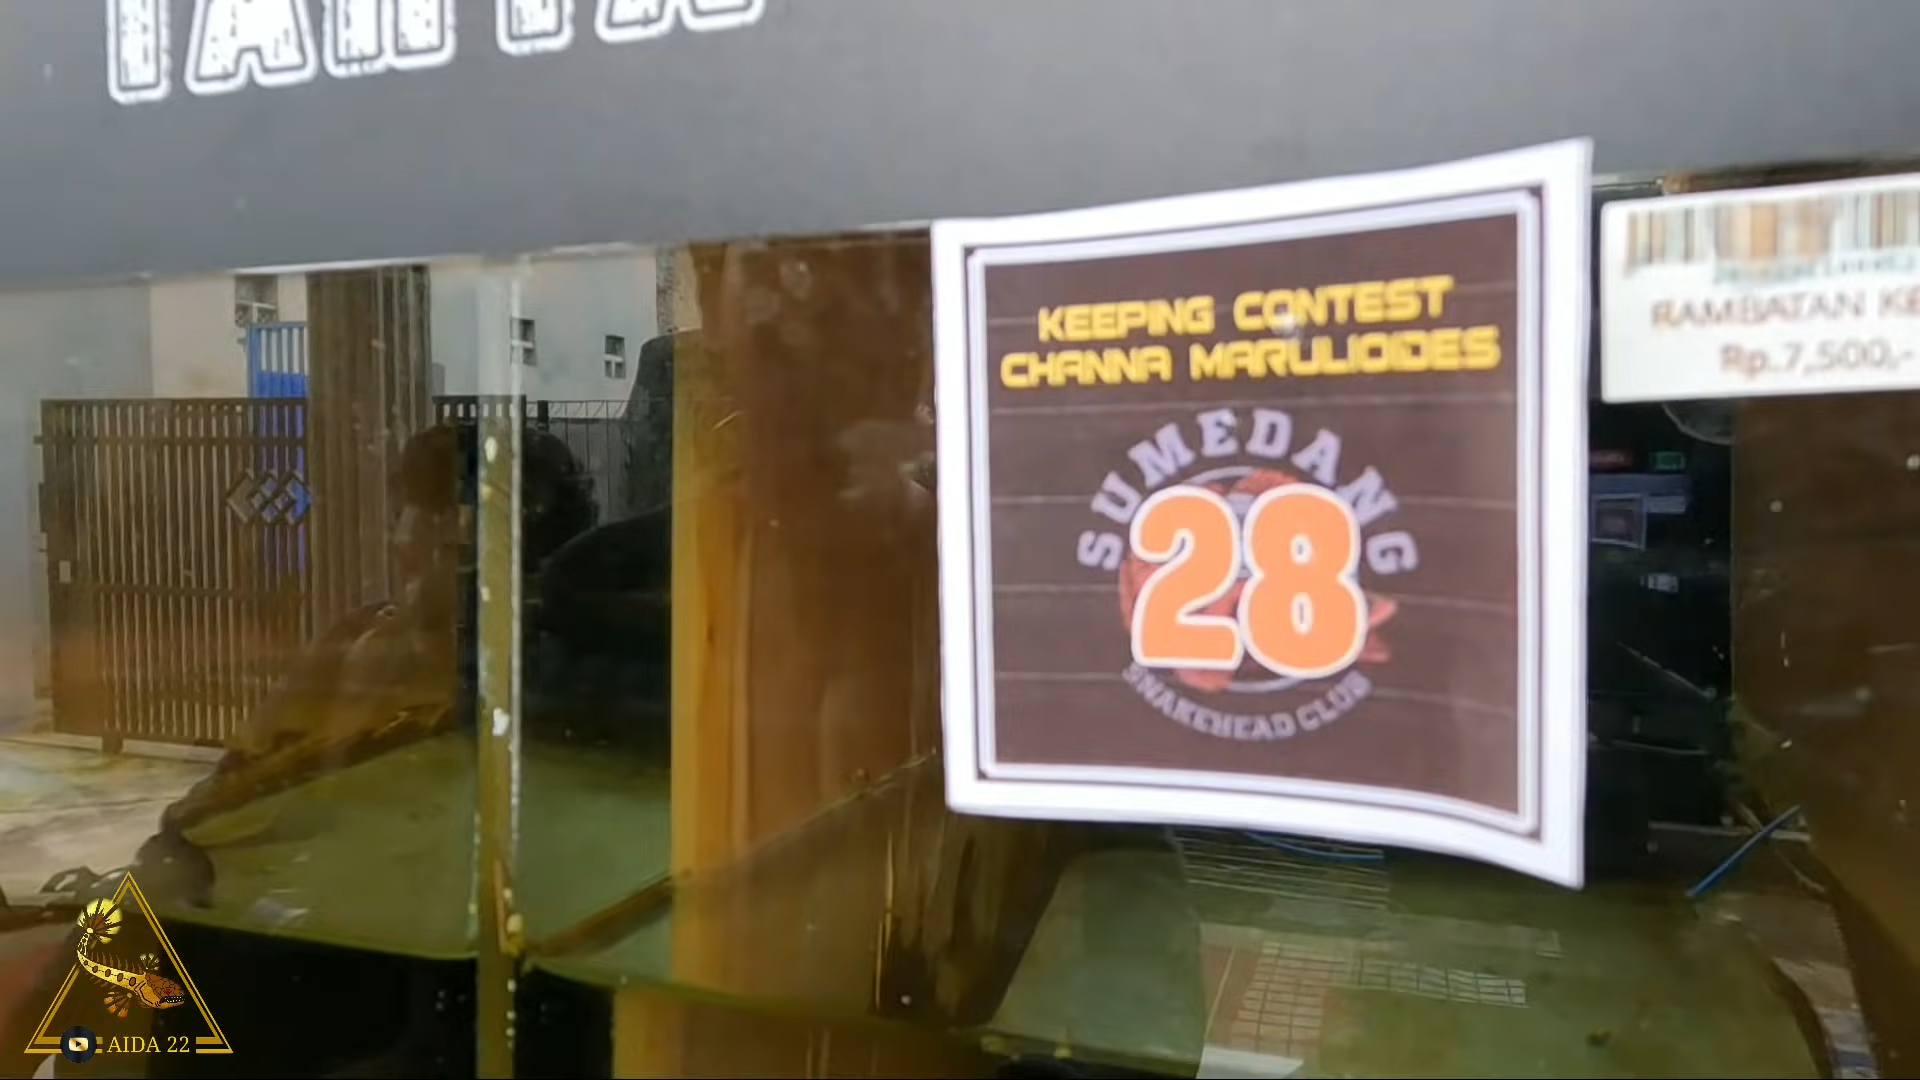 KEEPING CONTEST
CHANNA MARULIOIDES
SUMEDANG
28
SNAKEHEAD CLUB
RAMBATAN
Rp.7,500,-
AIDA 22